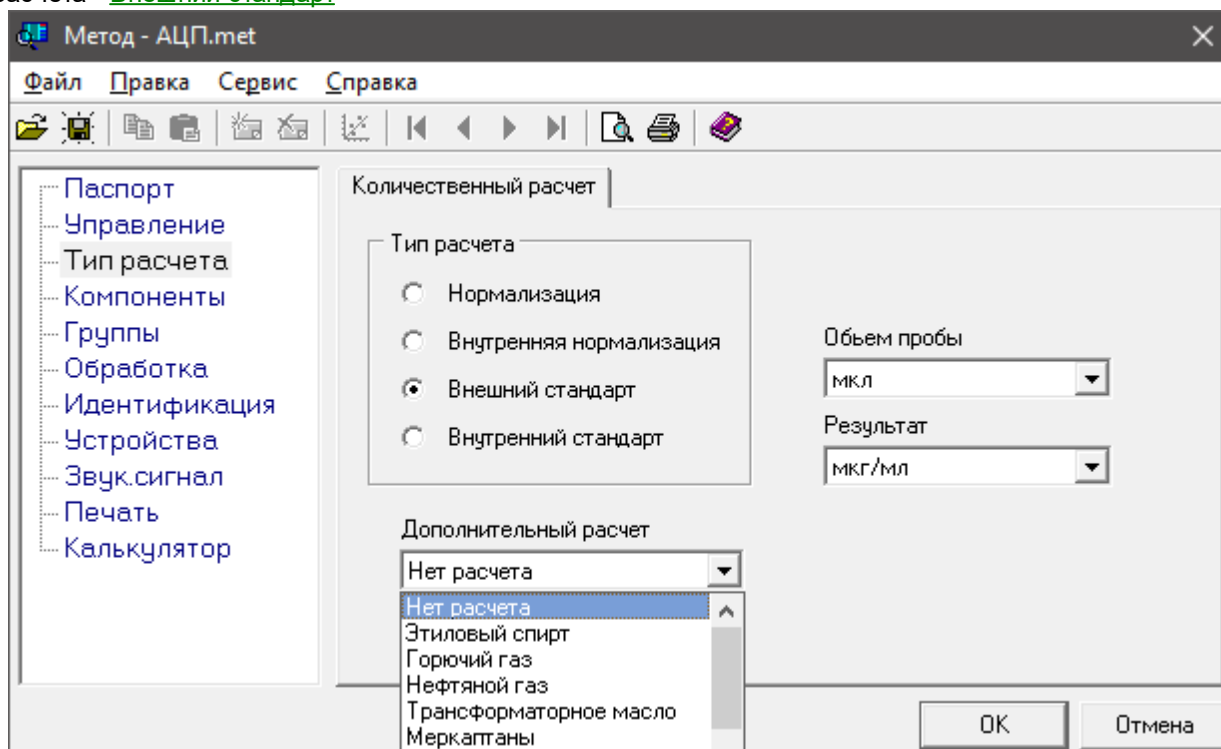 Внешний стандарт
Метод - АЦП.met
Файл Правка Сервис Справка
Паспорт
Управление
Тип расчета
Компоненты
Группы
Обработка
Идентификация
Устройства
Звук.сигнал
Печать
Калькулятор
Количественный расчет
Тип расчета
Нормализация
Внутренняя нормализация
Внешний стандарт
Внутренний стандарт
Обьем пробы
мкл
Результат
мкг/мл
Дополнительный расчет
Нет расчета
Нет расчета
Этиловый спирт
Горючий газ
Нефтяной газ
Трансформаторное масло
Меркаптаны
OK Отмена